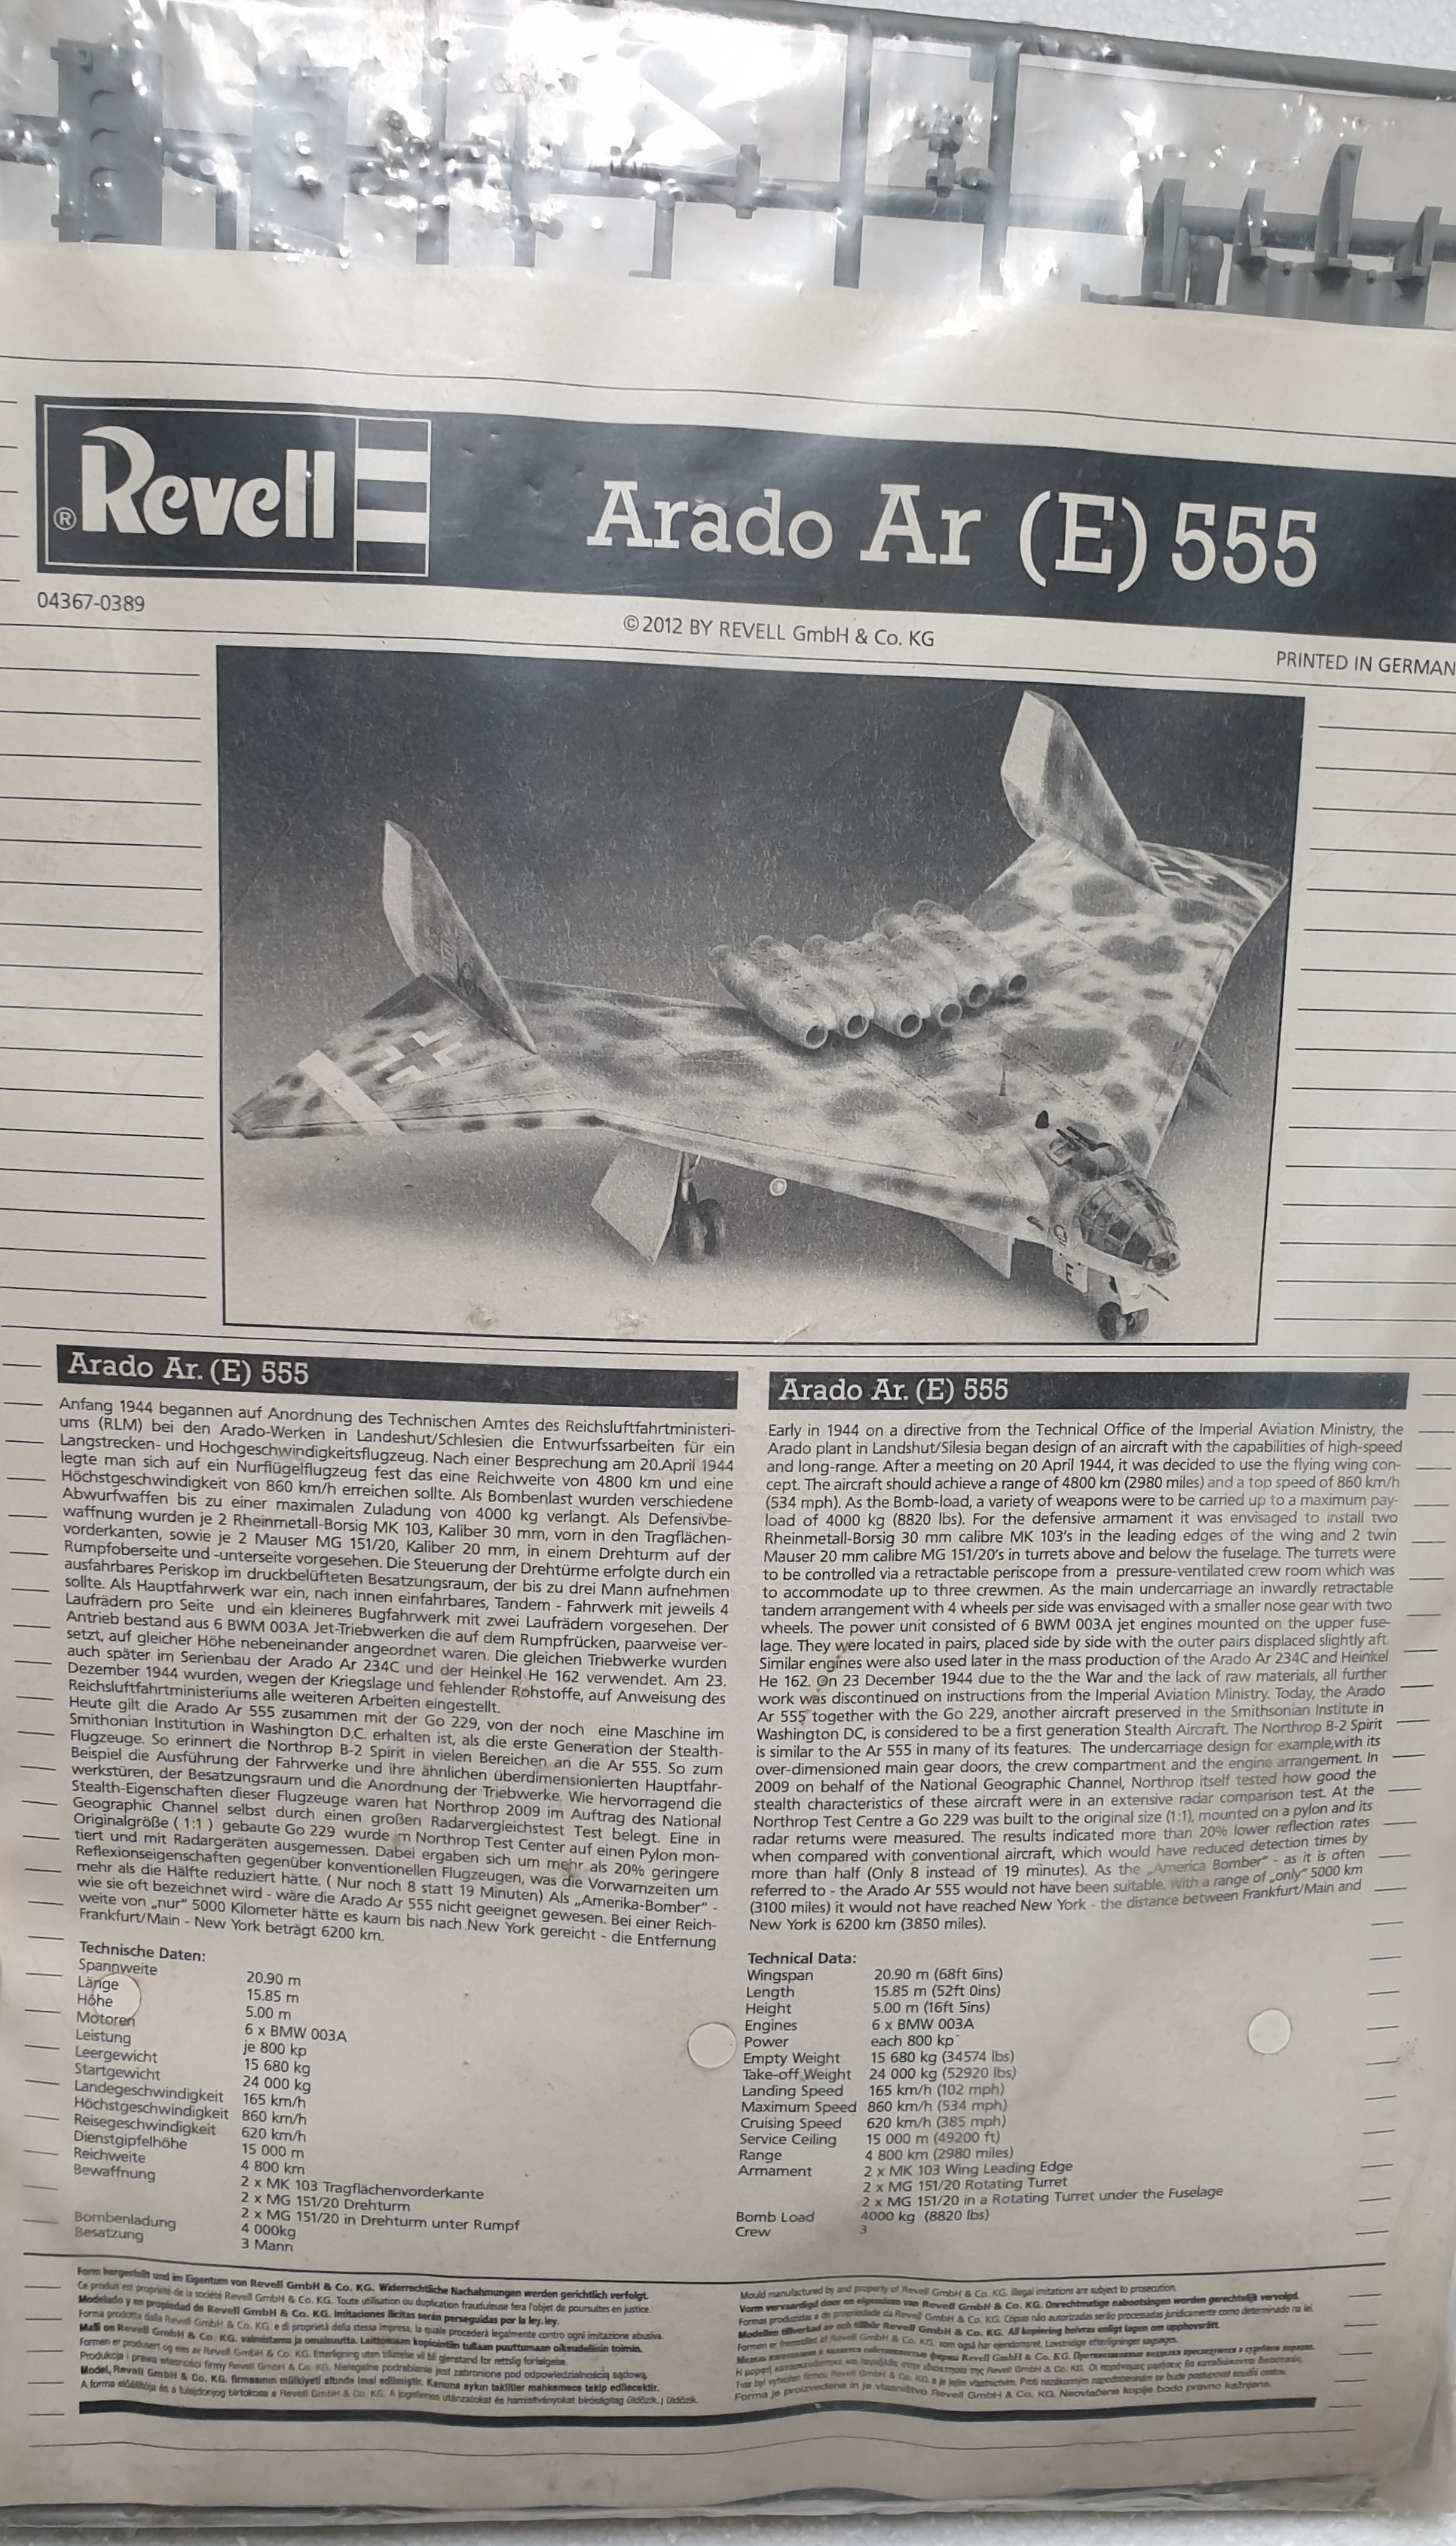 Revell
®
Arado Ar (E) 555
04367-0389
©2012 BY REVELL GmbH & Co. KG
PRINTED IN GERMAN
E
Arado Ar. (E) 555
Anfang 1944 begannen auf Anordnung des Technischen Amtes des Reichsluftfahrtministeri-
ums (RLM) bei den Arado-Werken in Landeshut/Schlesien die Entwurfssarbeiten für ein
Langstrecken- und Hochgeschwindigkeitsflugzeug. Nach einer Besprechung am 20.April 1944
legte man sich auf ein Nurflügelflugzeug fest das eine Reichweite von 4800 km und eine
Höchstgeschwindigkeit von 860 km/h erreichen sollte. Als Bombenlast wurden verschiedene
Abwurfwaffen bis zu einer maximalen Zuladung von 4000 kg verlangt. Als Defensivbe-
waffnung wurden je 2 Rheinmetall-Borsig MK 103, Kaliber 30 mm, vorn in den Tragflächen-
vorderkanten, sowie je 2 Mauser MG 151/20, Kaliber 20 mm, in einem Drehturm auf der
Rumpfoberseite und -unterseite vorgesehen. Die Steuerung der Drehtürme erfolgte durch ein
ausfahrbares Periskop im druckbelüfteten Besatzungsraum, der bis zu drei Mann aufnehmen
sollte. Als Hauptfahrwerk war ein, nach innen einfahrbares, Tandem - Fahrwerk mit jeweils 4
Laufrädern pro Seite und ein kleineres Bugfahrwerk mit zwei Laufrädern vorgesehen. Der
Antrieb bestand aus 6 BWM 003A Jet-Triebwerken die auf dem Rumpfrücken, paarweise ver-
setzt, auf gleicher Höhe nebeneinander angeordnet waren. Die gleichen Triebwerke wurden
auch später im Serienbau der Arado Ar 234C und der Heinkel He 162 verwendet. Am 23.
Dezember 1944 wurden, wegen der Kriegslage und fehlender Rohstoffe, auf Anweisung des
Reichsluftfahrtministeriums alle weiteren Arbeiten eingestellt.
Heute gilt die Arado Ar 555 zusammen mit der Go 229, von der noch eine Maschine im
Smithonian Institution in Washington D.C. erhalten ist, als die erste Generation der Stealth-
Flugzeuge. So erinnert die Northrop B-2 Spirit in vielen Bereichen an die Ar 555. So zum
Beispiel die Ausführung der Fahrwerke und ihre ähnlichen überdimensionierten Hauptfahr-
werkstüren, der Besatzungsraum und die Anordnung der Triebwerke. Wie hervorragend die
Stealth-Eigenschaften dieser Flugzeuge waren hat Northrop 2009 im Auftrag des National
Geographic Channel selbst durch einen großen Radarvergleichstest Test belegt. Eine in
Originalgröße ( 1:1 ) gebaute Go 229 wurde im Northrop Test Center auf einen Pylon mon-
tiert und mit Radargeräten ausgemessen. Dabei ergaben sich um mehr als 20% geringere
Reflexionseigenschaften gegenüber konventionellen Flugzeugen, was die Vorwarnzeiten um
mehr als die Hälfte reduziert hätte. ( Nur noch 8 statt 19 Minuten) Als „Amerika-Bomber“ -
wie sie oft bezeichnet wird - wäre die Arado Ar 555 nicht geeignet gewesen. Bei einer Reich-
weite von „nur“ 5000 Kilometer hätte es kaum bis nach New York gereicht - die Entfernung
Frankfurt/Main - New York beträgt 6200 km.
Technische Daten:
Spannweite 20.90 m
Länge 15.85 m
Höhe 5.00 m
Motoren 6 x BMW 003A
Leistung je 800 kp
Leergewicht 15 680 kg
Startgewicht 24 000 kg
Landegeschwindigkeit 165 km/h
Höchstgeschwindigkeit 860 km/h
Reisegeschwindigkeit 620 km/h
Dienstgipfelhöhe 15 000 m
Reichweite 4 800 km
Bewaffnung 2 x MK 103 Tragflächenvorderkante
2 x MG 151/20 Drehturm
2 x MG 151/20 in Drehturm unter Rumpf
Bombenladung 4 000kg
Besatzung 3 Mann
Arado Ar. (E) 555
Early in 1944 on a directive from the Technical Office of the Imperial Aviation Ministry, the
Arado plant in Landshut/Silesia began design of an aircraft with the capabilities of high-speed
and long-range. After a meeting on 20 April 1944, it was decided to use the flying wing con-
cept. The aircraft should achieve a range of 4800 km (2980 miles) and a top speed of 860 km/h
(534 mph). As the Bomb-load, a variety of weapons were to be carried up to a maximum pay-
load of 4000 kg (8820 lbs). For the defensive armament it was envisaged to install two
Rheinmetall-Borsig 30 mm calibre MK 103's in the leading edges of the wing and 2 twin
Mauser 20 mm calibre MG 151/20's in turrets above and below the fuselage. The turrets were
to be controlled via a retractable periscope from a pressure-ventilated crew room which was
to accommodate up to three crewmen. As the main undercarriage an inwardly retractable
tandem arrangement with 4 wheels per side was envisaged with a smaller nose gear with two
wheels. The power unit consisted of 6 BWM 003A jet engines mounted on the upper fuse-
lage. They were located in pairs, placed side by side with the outer pairs displaced slightly aft.
Similar engines were also used later in the mass production of the Arado Ar 234C and Heinkel
He 162. On 23 December 1944 due to the the War and the lack of raw materials, all further
work was discontinued on instructions from the Imperial Aviation Ministry. Today, the Arado
Ar 555 together with the Go 229, another aircraft preserved in the Smithsonian Institute in
Washington DC, is considered to be a first generation Stealth Aircraft. The Northrop B-2 Spirit
is similar to the Ar 555 in many of its features. The undercarriage design for example,with its
over-dimensioned main gear doors, the crew compartment and the engine arrangement. In
2009 on behalf of the National Geographic Channel, Northrop itself tested how good the
stealth characteristics of these aircraft were in an extensive radar comparison test. At the
Northrop Test Centre a Go 229 was built to the original size (1:1), mounted on a pylon and its
radar returns were measured. The results indicated more than 20% lower reflection rates
when compared with conventional aircraft, which would have reduced detection times by
more than half (Only 8 instead of 19 minutes). As the „America Bomber“ - as it is often
referred to - the Arado Ar 555 would not have been suitable. With a range of „only“ 5000 km
(3100 miles) it would not have reached New York - the distance between Frankfurt/Main and
New York is 6200 km (3850 miles).
Technical Data:
Wingspan 20.90 m (68ft 6ins)
Length 15.85 m (52ft 0ins)
Height 5.00 m (16ft 5ins)
Engines 6 x BMW 003A
Power each 800 kp
Empty Weight 15 680 kg (34574 lbs)
Take-off Weight 24 000 kg (52920 lbs)
Landing Speed 165 km/h (102 mph)
Maximum Speed 860 km/h (534 mph)
Cruising Speed 620 km/h (385 mph)
Service Ceiling 15 000 m (49200 ft)
Range 4 800 km (2980 miles)
Armament 2 x MK 103 Wing Leading Edge
2 x MG 151/20 Rotating Turret
2 x MG 151/20 in a Rotating Turret under the Fuselage
Bomb Load 4000 kg (8820 lbs)
Crew 3
Form hergestellt und im Eigentum von Revell GmbH & Co. KG. Widerrechtliche Nachahmungen werden gerichtlich verfolgt.
Ce produit est propriété de la société Revell GmbH & Co. KG. Toute utilisation ou duplication frauduleuse fera l'objet de poursuites en justice.
Modelado y en propiedad de Revell GmbH & Co. KG. Imitaciones ilícitas serán perseguidas por la ley.
Forma prodotta dalla Revell GmbH & Co. KG. e di proprietà della stessa impresa, la quale procederà legalmente contro ogni imitazione abusiva.
Malli on Revell GmbH & Co. KG. valmistama ja omaisuutta. Laittomaan kopiointiin tullaan puuttumaan oikeudellisin toimin.
Formen er produsert og eies av Revell GmbH & Co. KG. Etterligning uten tillatelse vil bli gjenstand for rettslig forfølgelse.
Produkcja i prawa własności firmy Revell GmbH & Co. KG. Nielegalne podrabianie jest zabronione pod odpowiedzialnością sądową.
Model, Revell GmbH & Co. KG. firmasının mülkiyeti altında imal edilmiştir. Kanuna aykırı taklitler mahkemece takip edilecektir.
A forma előállítója és a tulajdonjog birtokosa a Revell GmbH & Co. KG. A jogellenes utánzatokat és hamisítványokat bíróságilag üldözik.
Mould manufactured by and property of Revell GmbH & Co. KG. Illegal imitations are subject to prosecution.
Vorm vervaardigd door en eigendom van Revell GmbH & Co. KG. Onrechtmatige nabootsingen worden gerechtelijk vervolgd.
Formas produzidas e de propriedade da Revell GmbH & Co. KG. Cópias não autorizadas serão processadas juridicamente como determinado na lei.
Modellen tillverkad av och tillhör Revell GmbH & Co. KG. All kopiering beivras enligt lagen om upphovsrätt.
Formen er fremstillet af Revell GmbH & Co. KG.
Revell GmbH & Co. KG.
Revell GmbH & Co. KG.
Revell GmbH & Co. KG.
Forma je proizvedena in je vlasništvo Revell GmbH & Co. KG. Neovlačene kopije bodo pravno kažnjene.